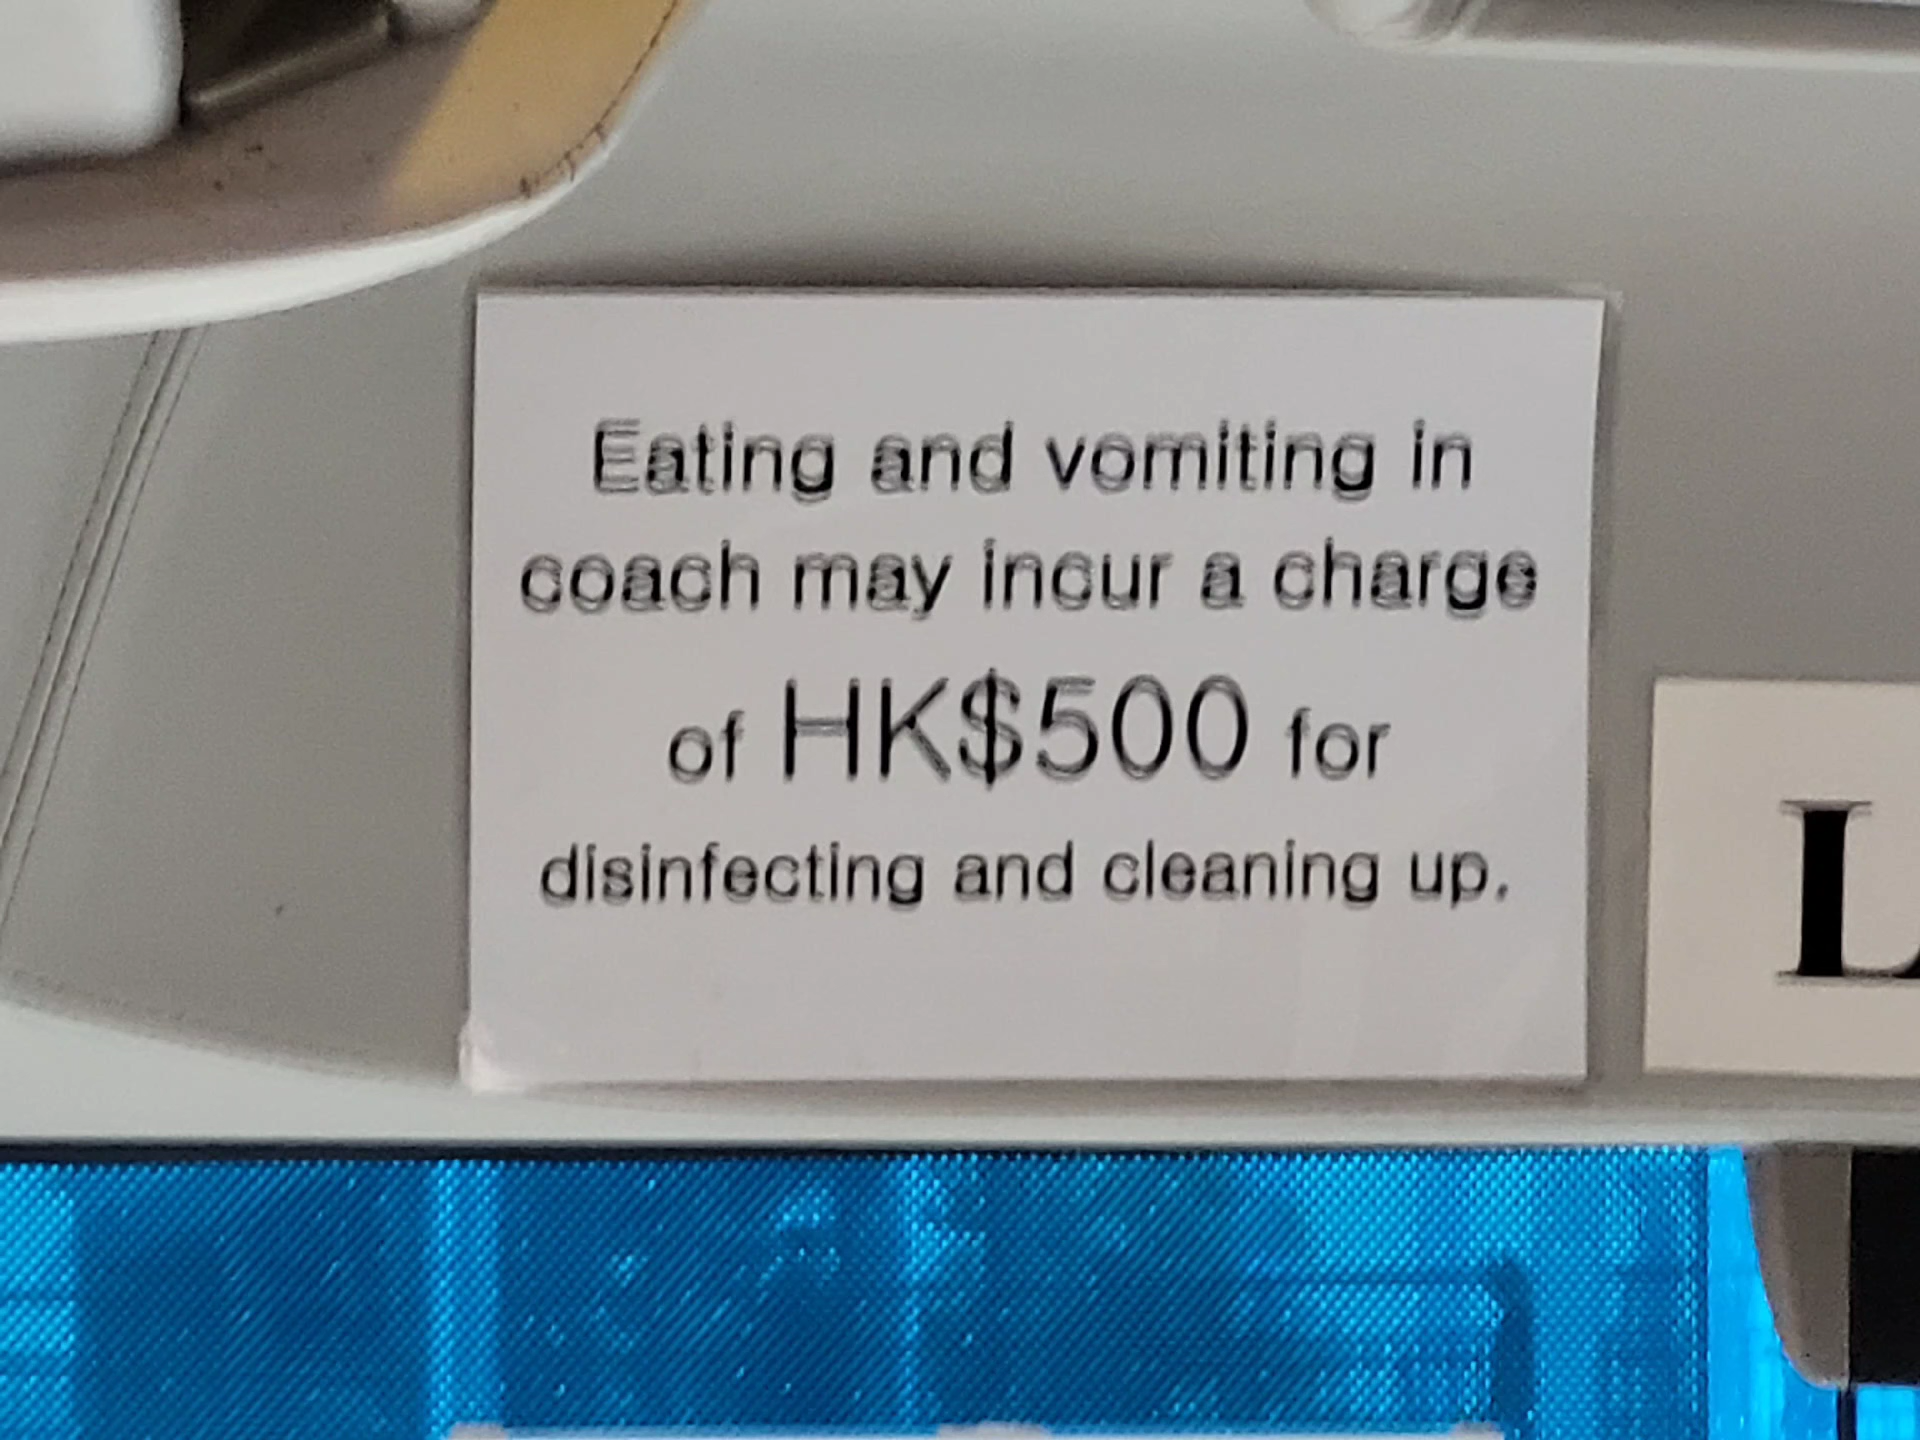 Eating and vomiting in
coach may incur a charge
of HK$500 for
disinfecting and cleaning up.
L